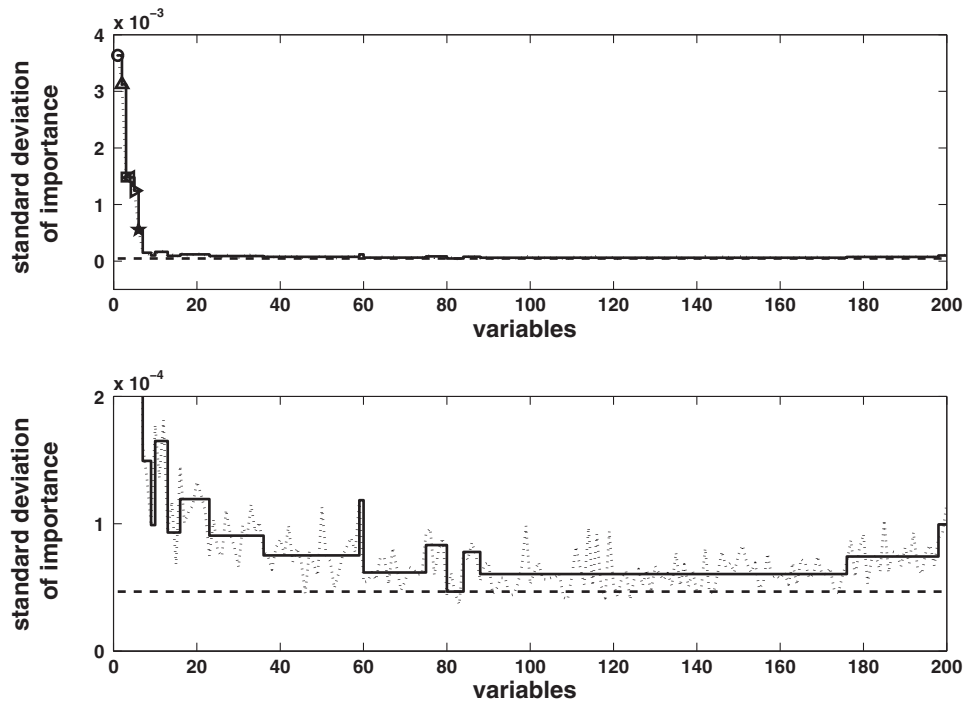 x 10⁻³
4
3
2
1
0
standard deviation
of importance
0 20 40 60 80 100 120 140 160 180 200
variables
x 10⁻⁴
2
1
0
standard deviation
of importance
0 20 40 60 80 100 120 140 160 180 200
variables